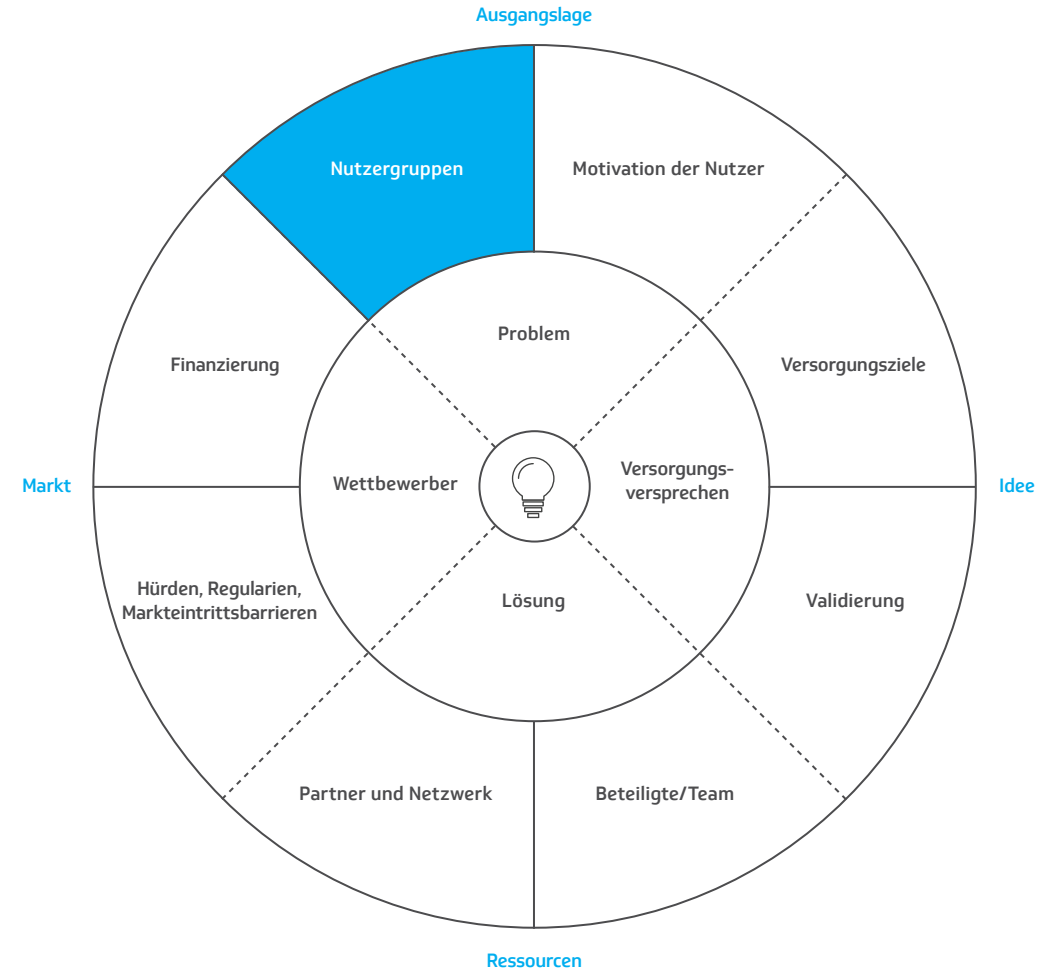 Ausgangslage
Nutzergruppen
Motivation der Nutzer
Problem
Finanzierung
Versorgungsziele
Markt
Wettbewerber
Versorgungs-
versprechen
Idee
Hürden, Regularien,
Markteintrittsbarrieren
Lösung
Validierung
Partner und Netzwerk
Beteiligte/Team
Ressourcen